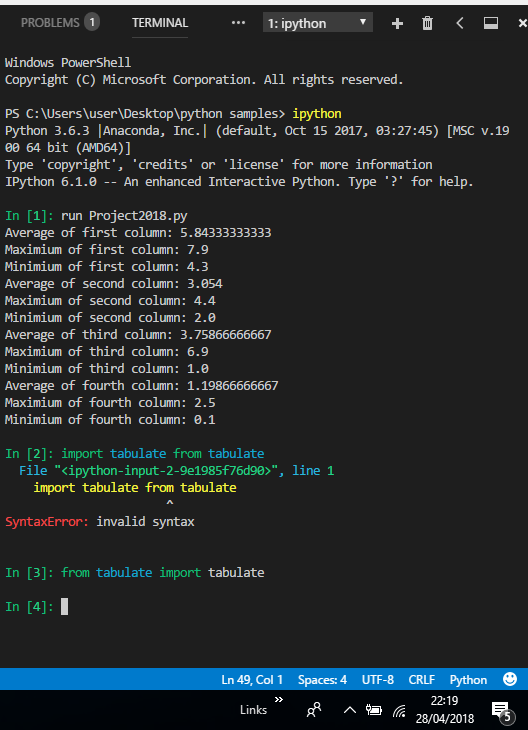 PROBLEMS 1 TERMINAL ••• 1: ipython
Windows PowerShell
Copyright (C) Microsoft Corporation. All rights reserved.
PS C:\Users\user\Desktop\python samples> ipython
Python 3.6.3 |Anaconda, Inc.| (default, Oct 15 2017, 03:27:45) [MSC v.19
00 64 bit (AMD64)]
Type 'copyright', 'credits' or 'license' for more information
IPython 6.1.0 -- An enhanced Interactive Python. Type '?' for help.
In [1]: run Project2018.py
Average of first column: 5.84333333333
Maximium of first column: 7.9
Minimium of first column: 4.3
Average of second column: 3.054
Maximium of second column: 4.4
Minimium of second column: 2.0
Average of third column: 3.75866666667
Maximium of third column: 6.9
Minimium of third column: 1.0
Average of fourth column: 1.19866666667
Maximium of fourth column: 2.5
Minimium of fourth column: 0.1
In [2]: import tabulate from tabulate
File "<ipython-input-2-9e1985f76d90>", line 1
import tabulate from tabulate
^
SyntaxError: invalid syntax
In [3]: from tabulate import tabulate
In [4]:
Ln 49, Col 1 Spaces: 4 UTF-8 CRLF Python
Links » 22:19
28/04/2018 5